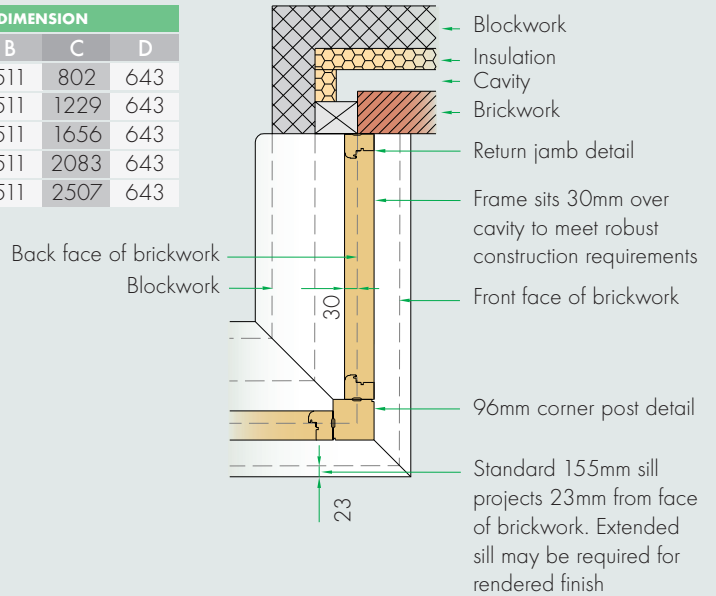 DIMENSION
B C D
511 802 643
511 1229 643
511 1656 643
511 2083 643
511 2507 643
Blockwork
Insulation
Cavity
Brickwork
Return jamb detail
Frame sits 30mm over
cavity to meet robust
construction requirements
Back face of brickwork
Blockwork
30
Front face of brickwork
96mm corner post detail
Standard 155mm sill
projects 23mm from face
of brickwork. Extended
sill may be required for
rendered finish
23